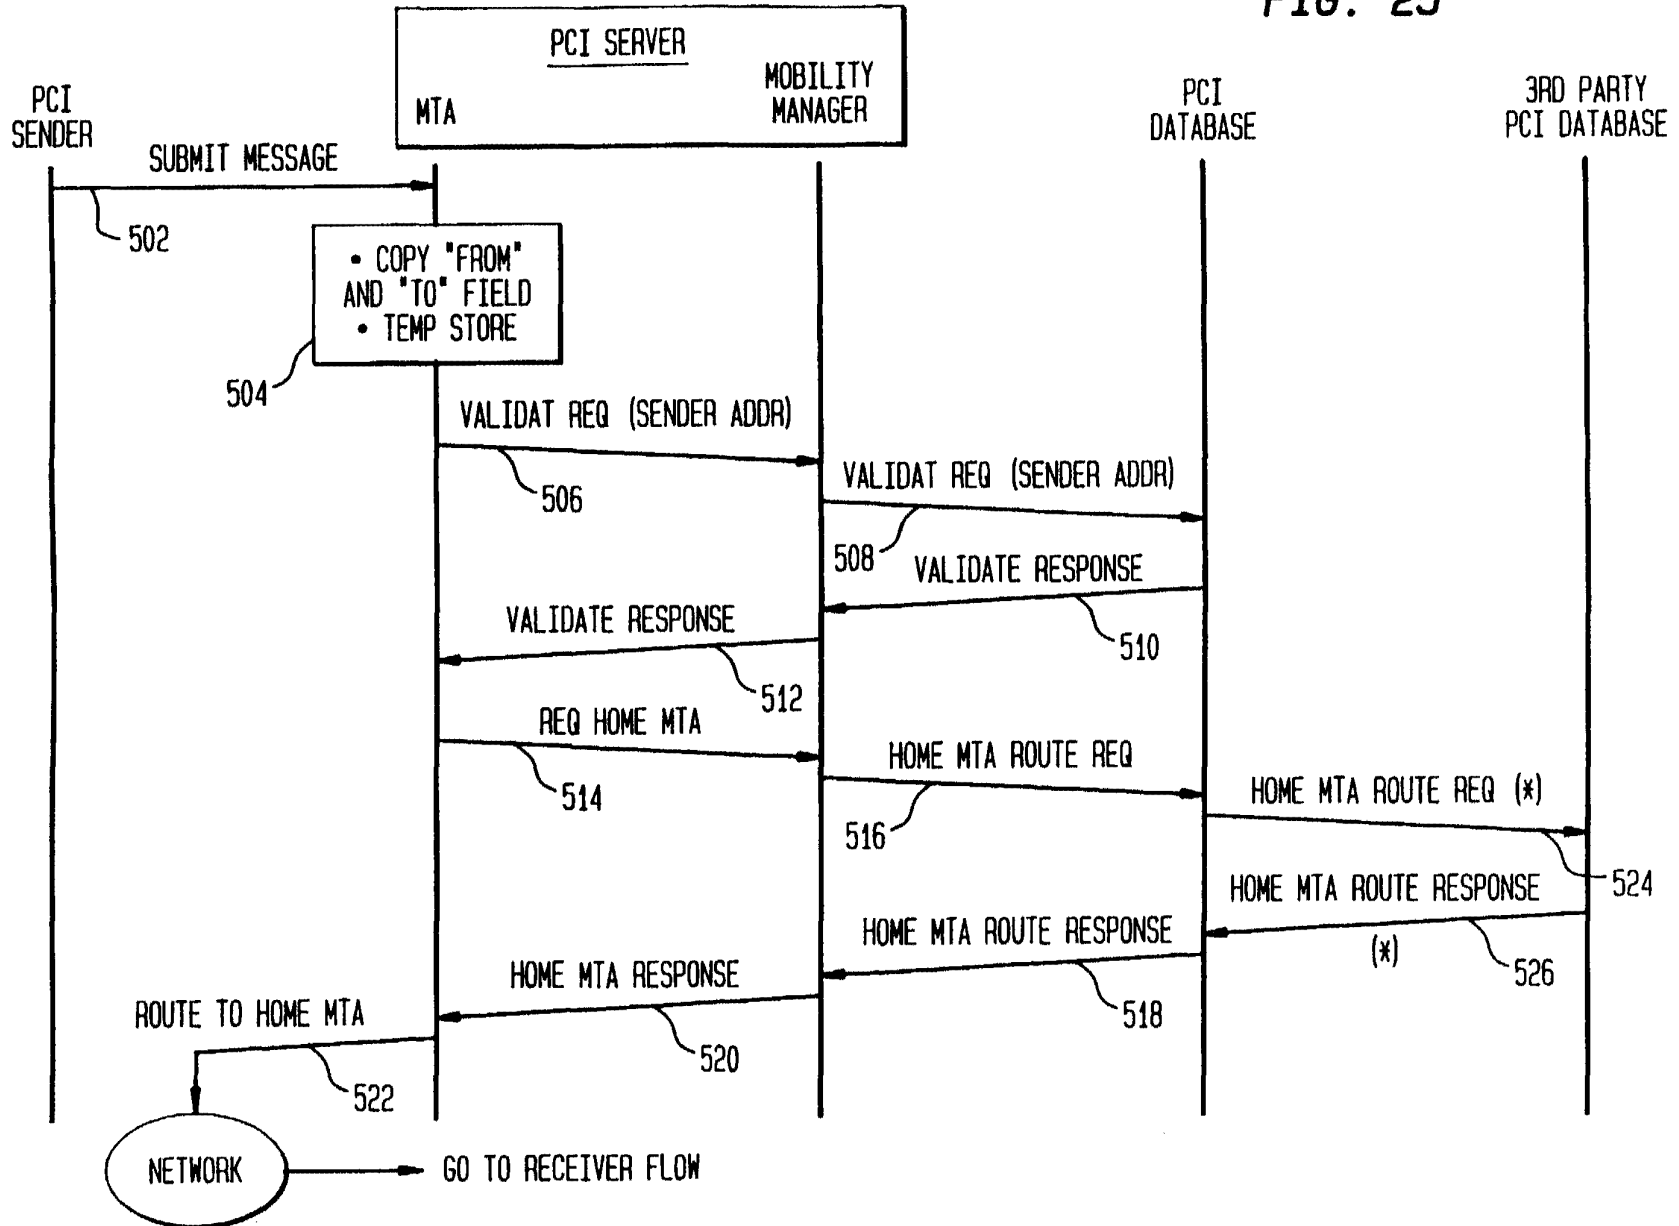 FIG. 25
PCI SERVER
MTA
MOBILITY
MANAGER
PCI
SENDER
PCI
DATABASE
3RD PARTY
PCI DATABASE
SUBMIT MESSAGE
502
• COPY "FROM"
AND "TO" FIELD
• TEMP STORE
504
VALIDAT REQ (SENDER ADDR)
506
VALIDAT REQ (SENDER ADDR)
508
VALIDATE RESPONSE
510
VALIDATE RESPONSE
512
REQ HOME MTA
514
HOME MTA ROUTE REQ
516
HOME MTA ROUTE REQ (*)
524
HOME MTA ROUTE RESPONSE
(*)
526
HOME MTA ROUTE RESPONSE
518
HOME MTA RESPONSE
520
ROUTE TO HOME MTA
522
NETWORK
GO TO RECEIVER FLOW